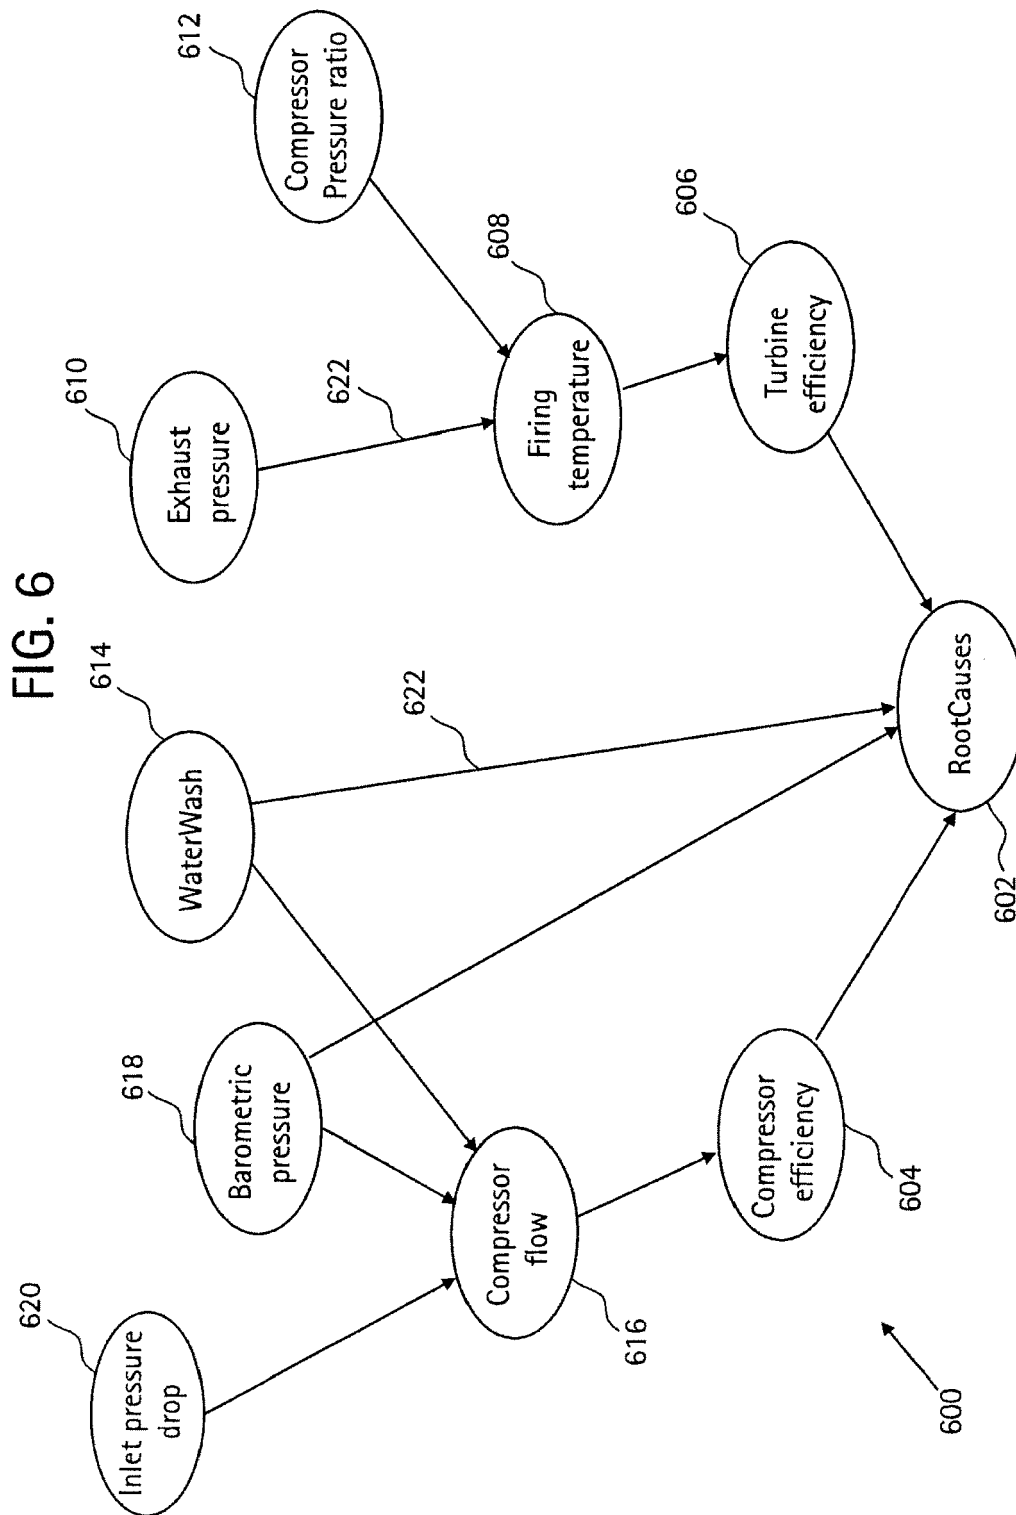 FIG. 6
620
Inlet pressure
drop
618
Barometric
pressure
614
WaterWash
610
Exhaust
pressure
612
Compressor
Pressure ratio
622
622
616
Compressor
flow
608
Firing
temperature
604
Compressor
efficiency
606
Turbine
efficiency
602
RootCauses
600